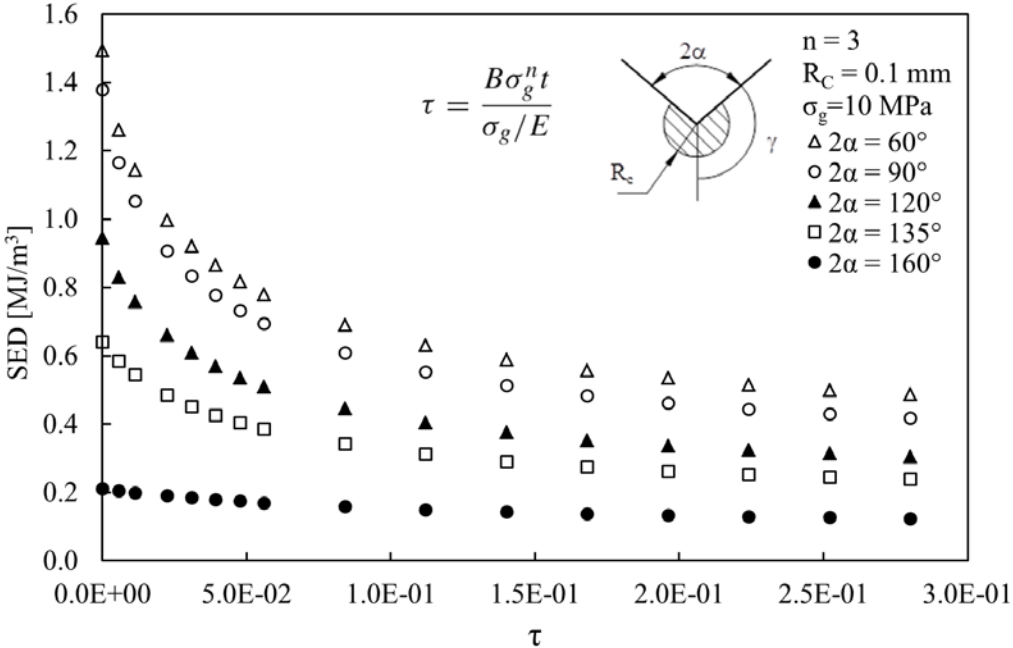 SED [MJ/m³]
1.6
1.4
1.2
1.0
0.8
0.6
0.4
0.2
0.0
0.0E+00 5.0E-02 1.0E-01 1.5E-01 2.0E-01 2.5E-01 3.0E-01
τ
τ = Bσ_g^n t / σ_g/E
2α
γ
R_c
n = 3
R_C = 0.1 mm
σ_g=10 MPa
2α = 60°
2α = 90°
2α = 120°
2α = 135°
2α = 160°